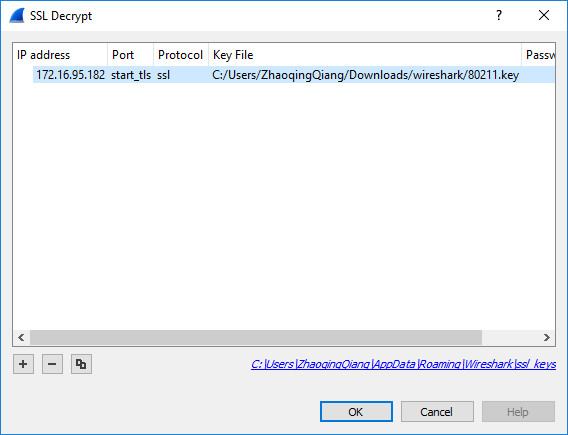 SSL Decrypt
IP address Port Protocol Key File Passw
172.16.95.182 start_tls ssl C:/Users/ZhaoqingQiang/Downloads/wireshark/80211.key
C:\Users\ZhaoqingQiang\AppData\Roaming\Wireshark\ssl_keys
OK Cancel Help